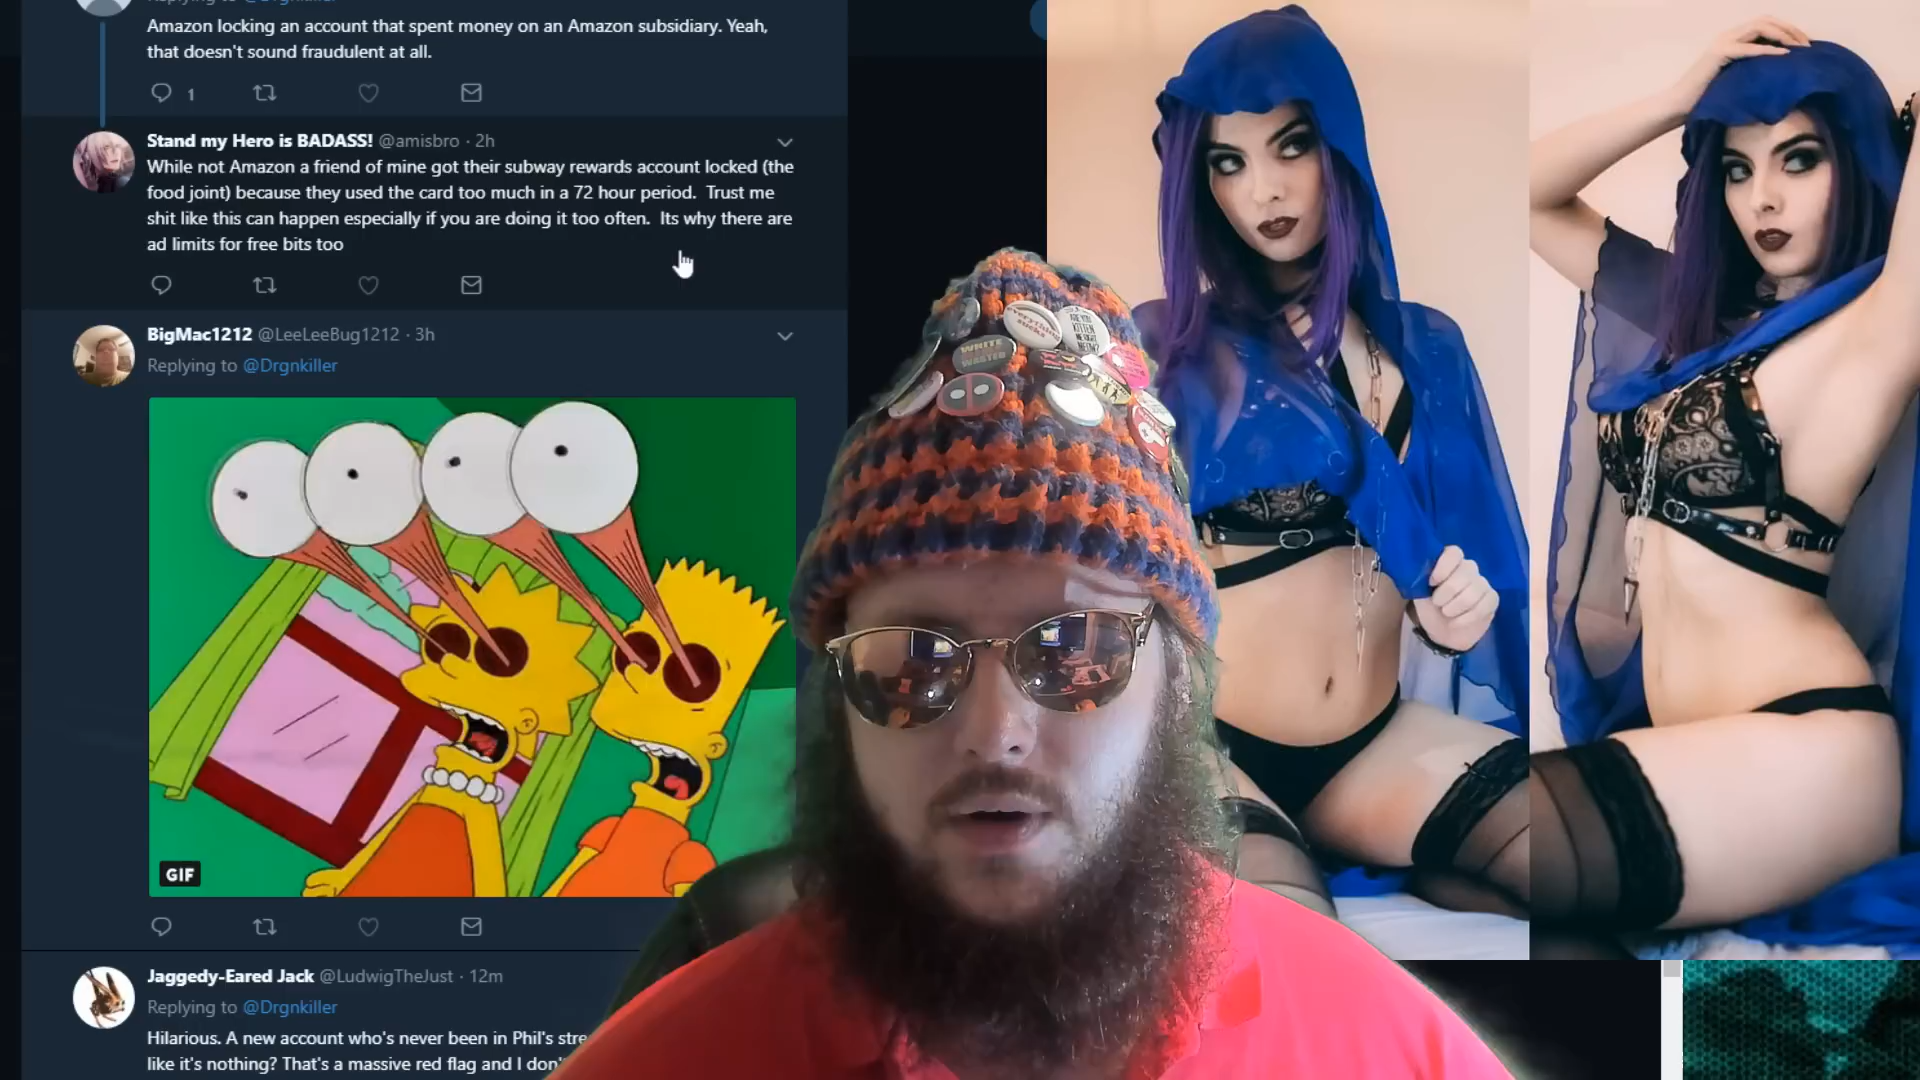 Replying to @Drgnkiller
Amazon locking an account that spent money on an Amazon subsidiary. Yeah,
that doesn't sound fraudulent at all.
1
Stand my Hero is BADASS! @amisbro · 2h
While not Amazon a friend of mine got their subway rewards account locked (the
food joint) because they used the card too much in a 72 hour period. Trust me
shit like this can happen especially if you are doing it too often. Its why there are
ad limits for free bits too
BigMac1212 @LeeLeeBug1212 · 3h
Replying to @Drgnkiller
everything
sucks
GIF
Jaggedy-Eared Jack @LudwigTheJust · 12m
Replying to @Drgnkiller
Hilarious. A new account who's never been in Phil's stre
like it's nothing? That's a massive red flag and I don'